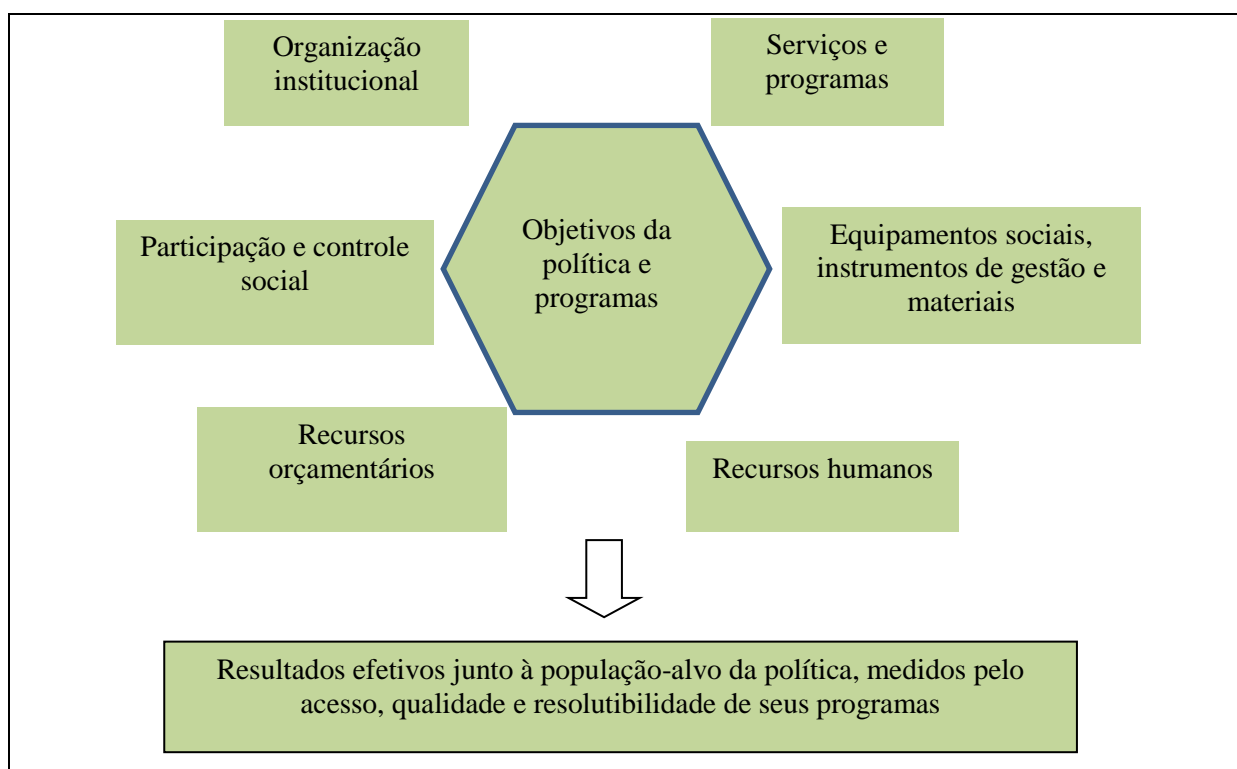 Organização
institucional
Serviços e
programas
Participação e controle
social
Objetivos da
política e
programas
Equipamentos sociais,
instrumentos de gestão e
materiais
Recursos
orçamentários
Recursos humanos
Resultados efetivos junto à população-alvo da política, medidos pelo
acesso, qualidade e resolutibilidade de seus programas